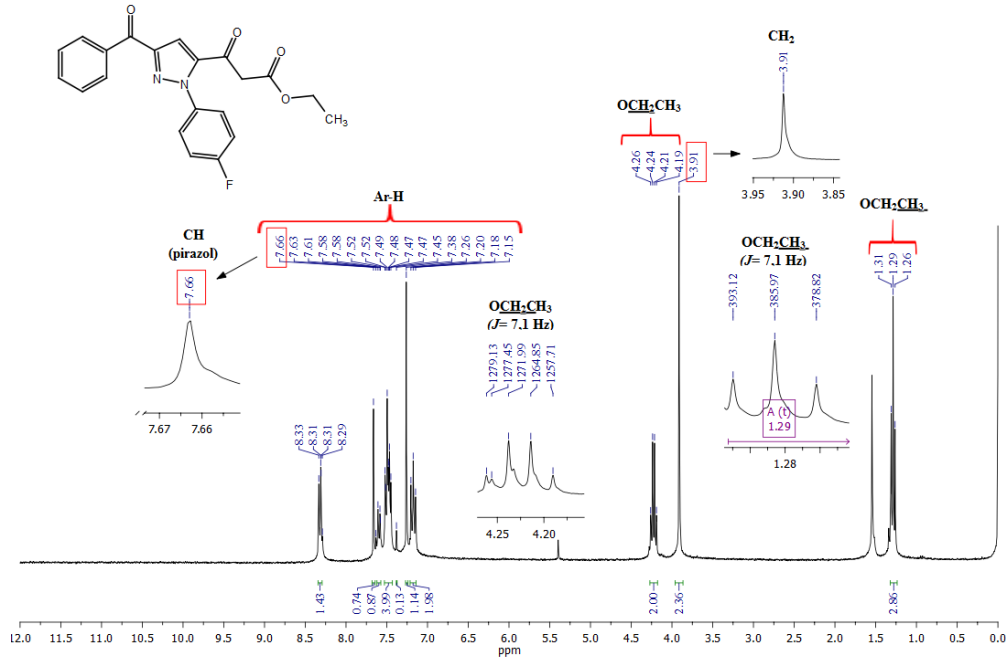 O
O
O
N
N
O
CH3
F
CH2
3.91
3.95 3.90 3.85
OCH2CH3
4.26
4.24
4.21
4.19
3.91
Ar-H
7.66
7.63
7.61
7.58
7.58
7.52
7.52
7.49
7.48
7.47
7.47
7.45
7.38
7.26
7.20
7.18
7.15
CH
(pirazol)
7.66
7.67 7.66
OCH2CH3
(J= 7,1 Hz)
1279.13
1277.45
1271.99
1264.85
1257.71
4.25 4.20
OCH2CH3
1.31
1.29
1.26
OCH2CH3
(J= 7,1 Hz)
393.12
385.97
378.82
A (t)
1.29
1.28
8.33
8.31
8.31
8.29
1.43
0.74
0.87
3.99
0.13
1.14
1.98
2.00
2.36
2.86
12.0 11.5 11.0 10.5 10.0 9.5 9.0 8.5 8.0 7.5 7.0 6.5 6.0 5.5 5.0 4.5 4.0 3.5 3.0 2.5 2.0 1.5 1.0 0.5 0.0
ppm